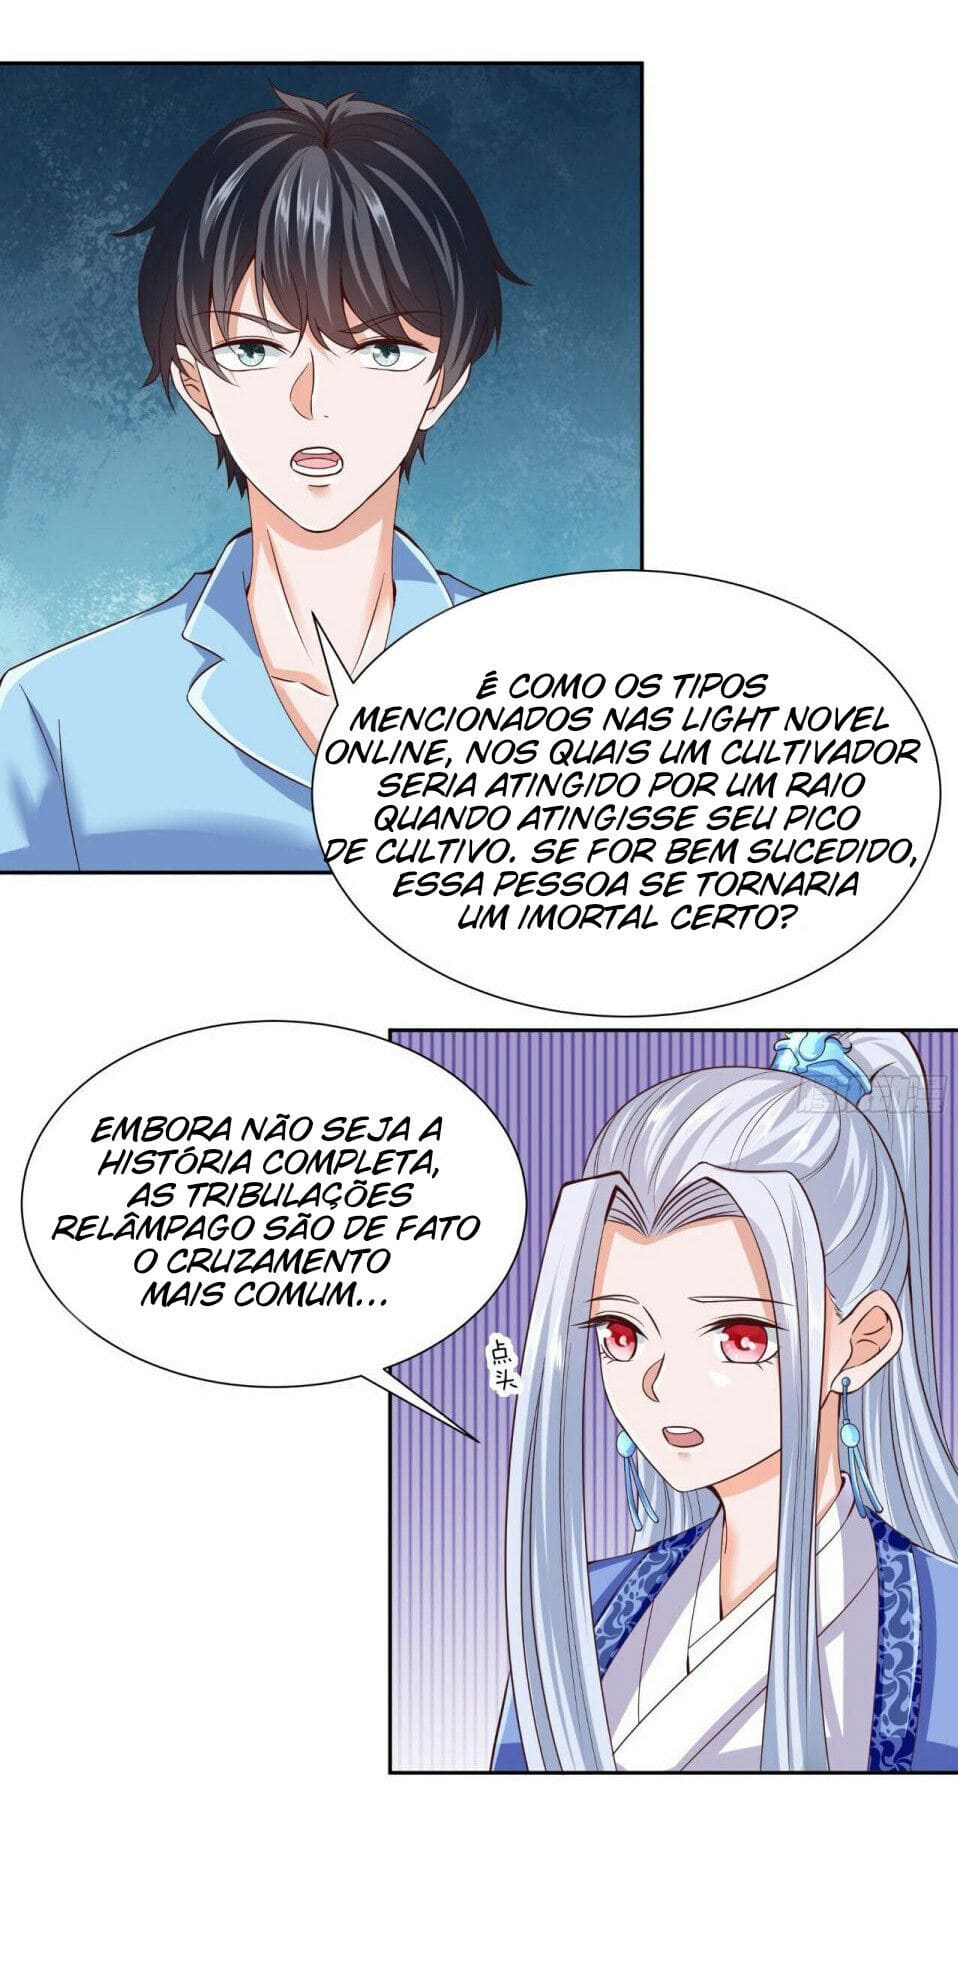 É COMO OS TIPOS
MENCIONADOS NAS LIGHT NOVEL
ONLINE, NOS QUAIS UM CULTIVADOR
SERIA ATINGIDO POR UM RAIO
QUANDO ATINGISSE SEU PICO
DE CULTIVO. SE FOR BEM SUCEDIDO,
ESSA PESSOA SE TORNARIA
UM IMORTAL CERTO?
EMBORA NÃO SEJA A
HISTÓRIA COMPLETA,
AS TRIBULAÇÕES
RELÂMPAGO SÃO DE FATO
O CRUZAMENTO
MAIS COMUM...
点
头